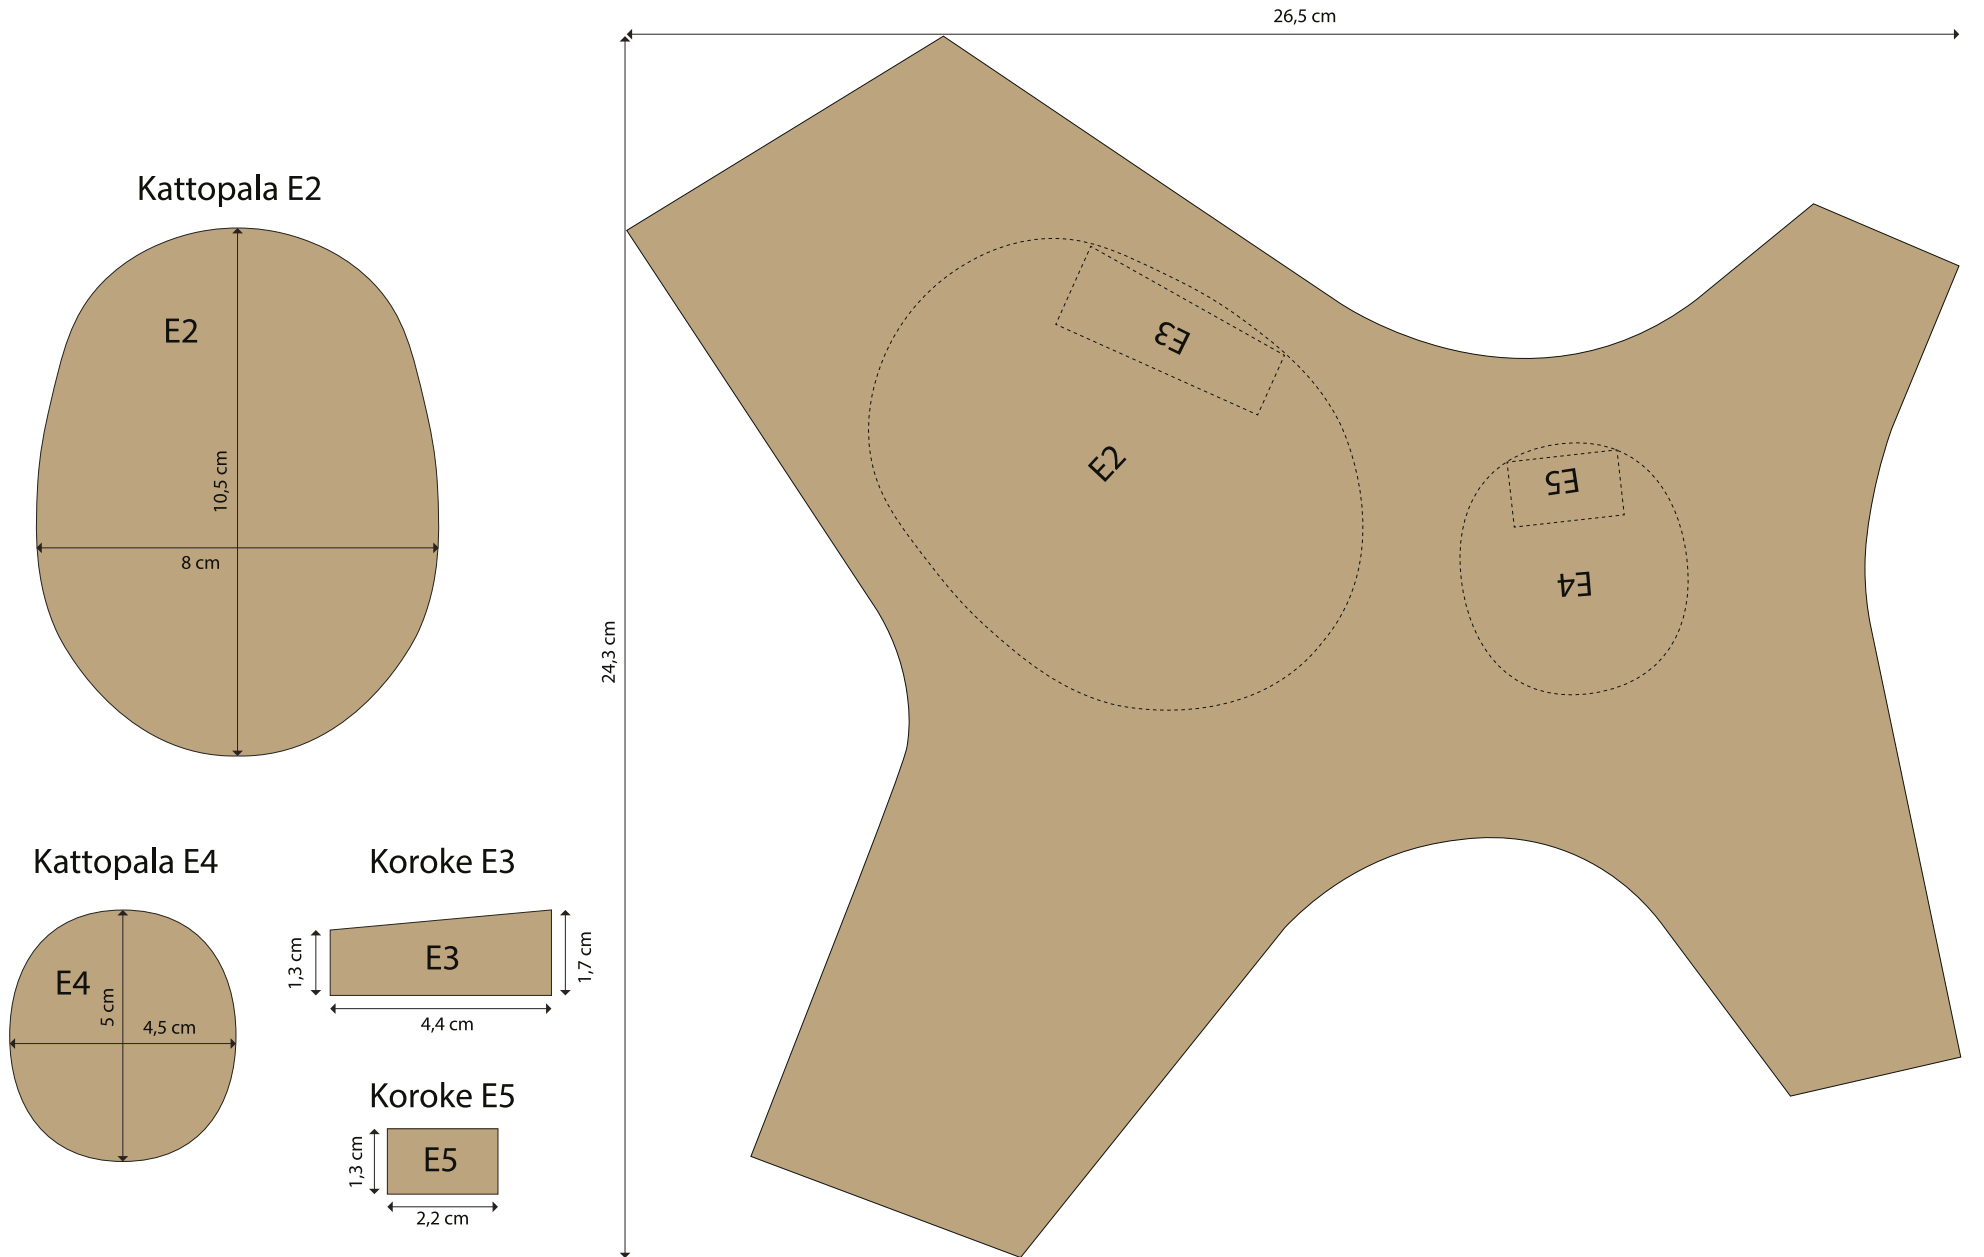 26,5 cm
Kattopala E2
E2
10,5 cm
8 cm
24,3 cm
E3
E2
E5
E4
Kattopala E4
E4
5 cm
4,5 cm
Koroke E3
1,3 cm
E3
1,7 cm
4,4 cm
Koroke E5
1,3 cm
E5
2,2 cm